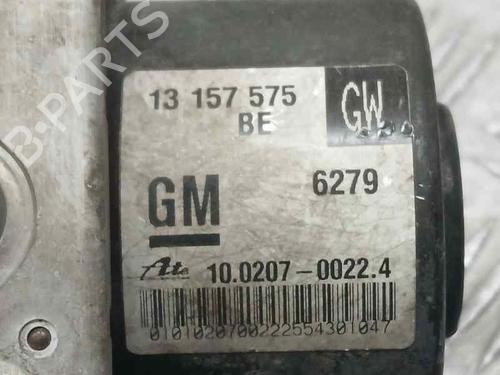 13 157 575
BE
GW
GM
6279
Ate
10.0207-0022.4
0101020700222554301047
B-PARTS